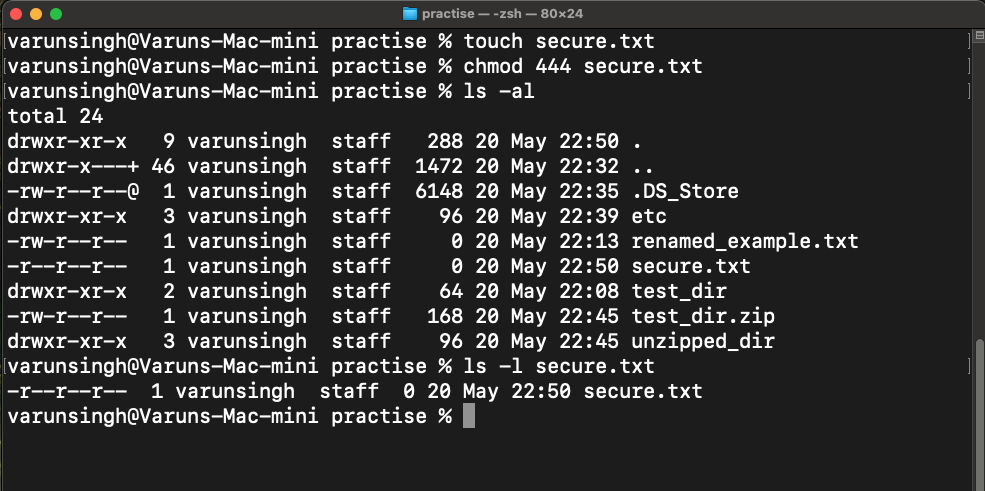 practise — -zsh — 80×24
[varunsingh@Varuns-Mac-mini practise % touch secure.txt ]
[varunsingh@Varuns-Mac-mini practise % chmod 444 secure.txt ]
[varunsingh@Varuns-Mac-mini practise % ls -al ]
total 24
drwxr-xr-x   9 varunsingh  staff   288 20 May 22:50 .
drwxr-x---+ 46 varunsingh  staff  1472 20 May 22:32 ..
-rw-r--r--@  1 varunsingh  staff  6148 20 May 22:35 .DS_Store
drwxr-xr-x   3 varunsingh  staff    96 20 May 22:39 etc
-rw-r--r--   1 varunsingh  staff     0 20 May 22:13 renamed_example.txt
-r--r--r--   1 varunsingh  staff     0 20 May 22:50 secure.txt
drwxr-xr-x   2 varunsingh  staff    64 20 May 22:08 test_dir
-rw-r--r--   1 varunsingh  staff   168 20 May 22:45 test_dir.zip
drwxr-xr-x   3 varunsingh  staff    96 20 May 22:45 unzipped_dir
[varunsingh@Varuns-Mac-mini practise % ls -l secure.txt ]
-r--r--r--  1 varunsingh  staff  0 20 May 22:50 secure.txt
varunsingh@Varuns-Mac-mini practise %